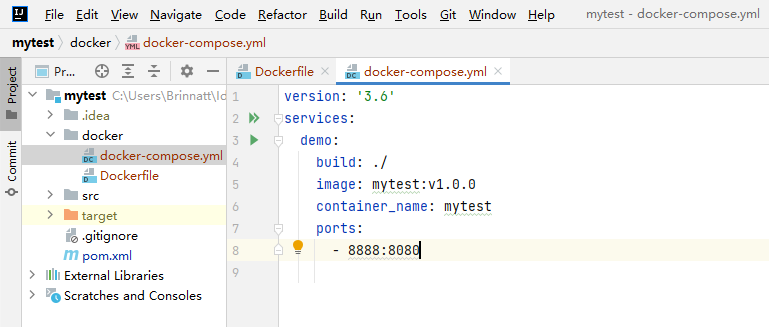 IJ File Edit View Navigate Code Refactor Build Run Tools Git Window Help mytest - docker-compose.yml
mytest docker docker-compose.yml
Project
Commit
Pr...
mytest C:\Users\Brinnatt\Id
.idea
docker
docker-compose.yml
Dockerfile
src
target
.gitignore
pom.xml
External Libraries
Scratches and Consoles
Dockerfile docker-compose.yml
1 version: '3.6'
2 services:
3 demo:
4 build: ./
5 image: mytest:v1.0.0
6 container_name: mytest
7 ports:
8 - 8888:8080
9